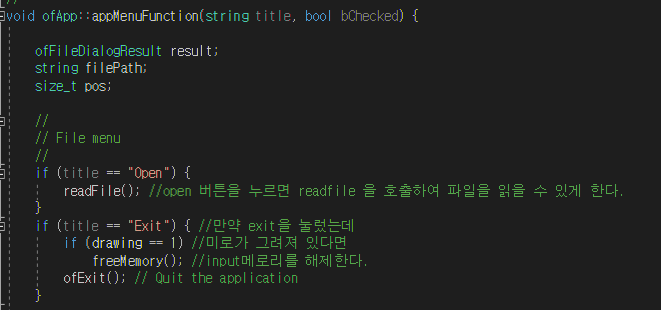 //
void ofApp::appMenuFunction(string title, bool bChecked) {
ofFileDialogResult result;
string filePath;
size_t pos;
//
// File menu
//
if (title == "Open") {
readFile(); //open 버튼을 누르면 readfile 을 호출하여 파일을 읽을 수 있게 한다.
}
if (title == "Exit") { //만약 exit을 눌렀는데
if (drawing == 1) //미로가 그려져 있다면
freeMemory(); //input메로리를 해제한다.
ofExit(); // Quit the application
}